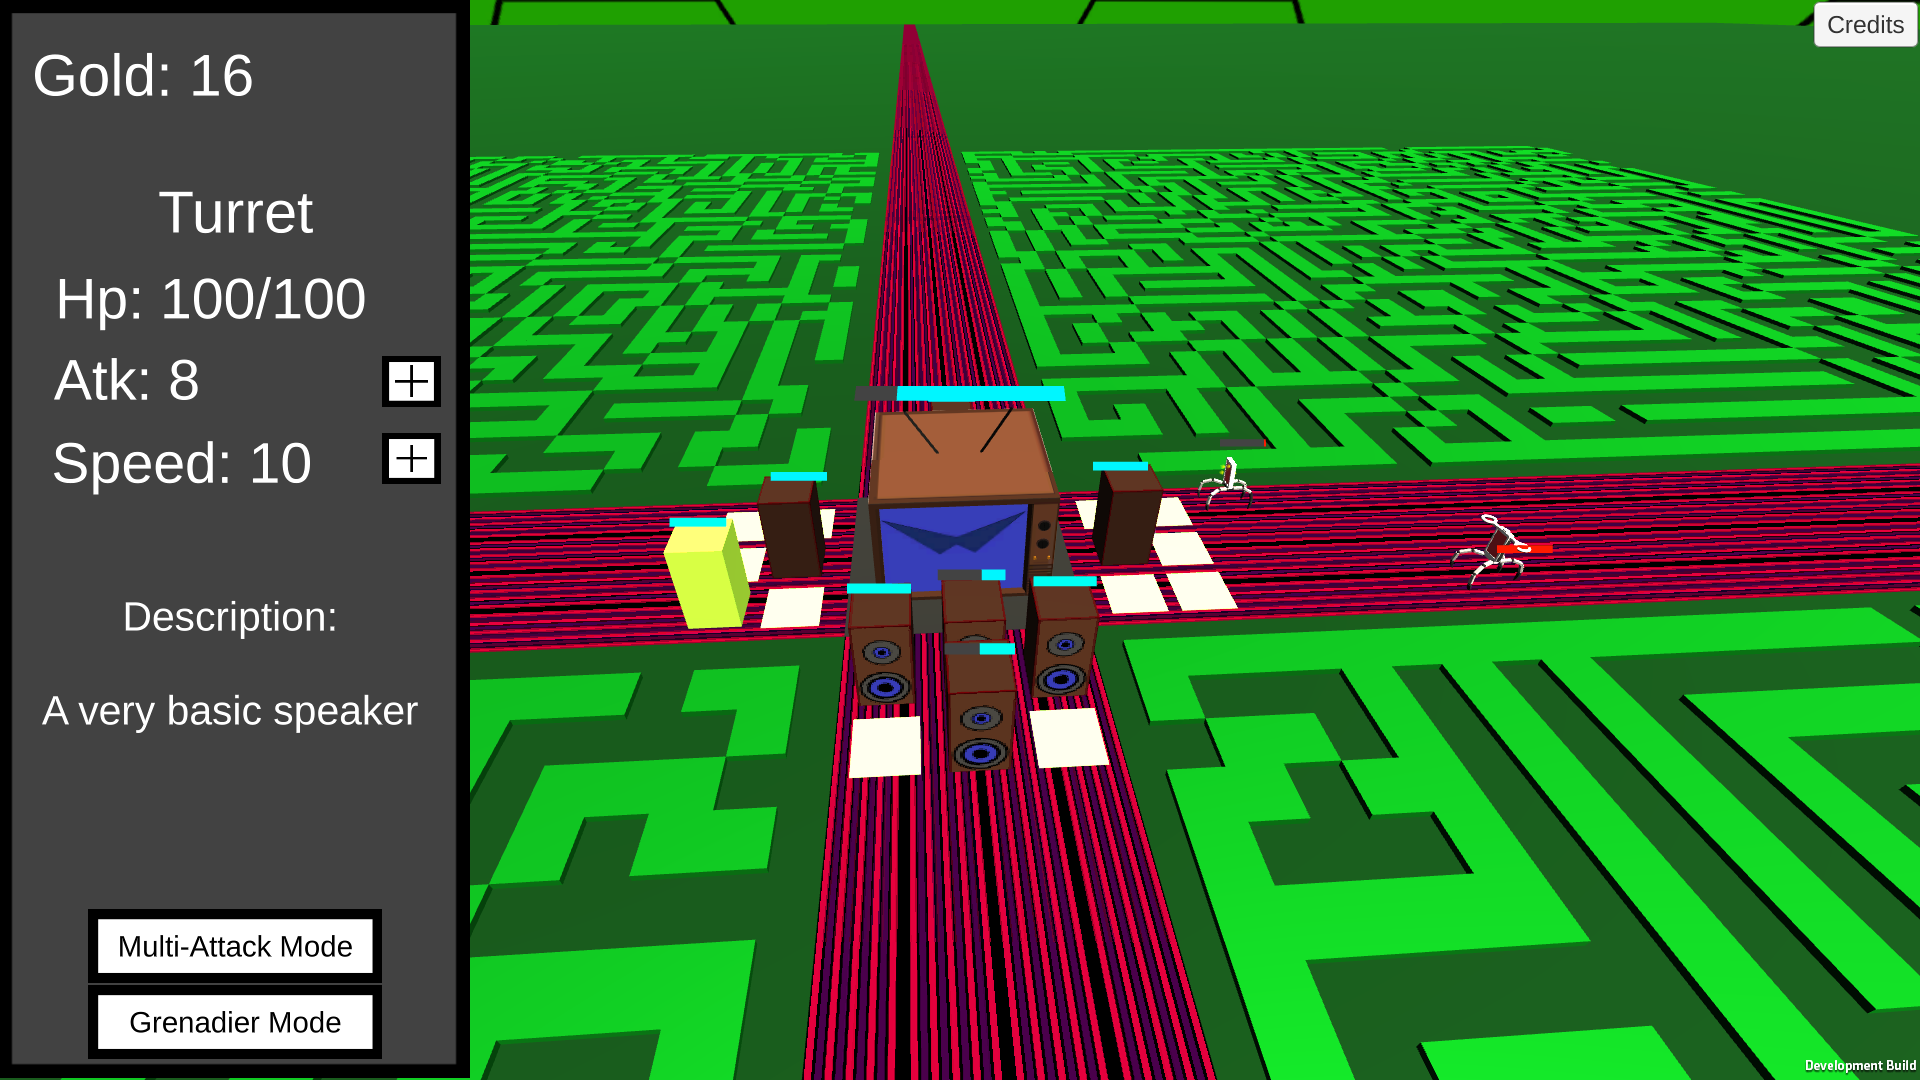 Gold: 16
Credits
Turret
Hp: 100/100
Atk: 8
Speed: 10
Description:
A very basic speaker
Multi-Attack Mode
Grenadier Mode
Development Build